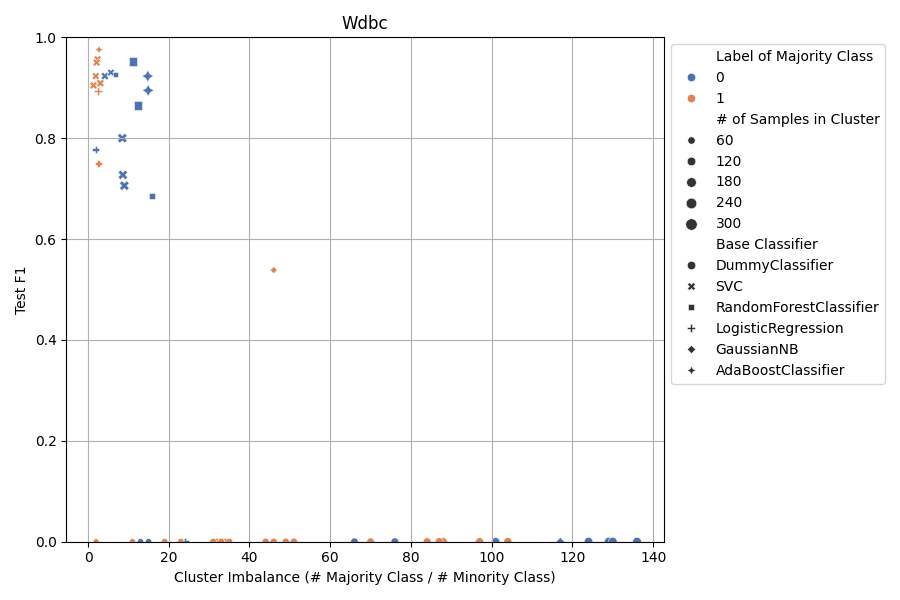 Wdbc
Test F1
1.0
0.8
0.6
0.4
0.2
0.0
0 20 40 60 80 100 120 140
Cluster Imbalance (# Majority Class / # Minority Class)
Label of Majority Class
0
1
# of Samples in Cluster
60
120
180
240
300
Base Classifier
DummyClassifier
SVC
RandomForestClassifier
LogisticRegression
GaussianNB
AdaBoostClassifier